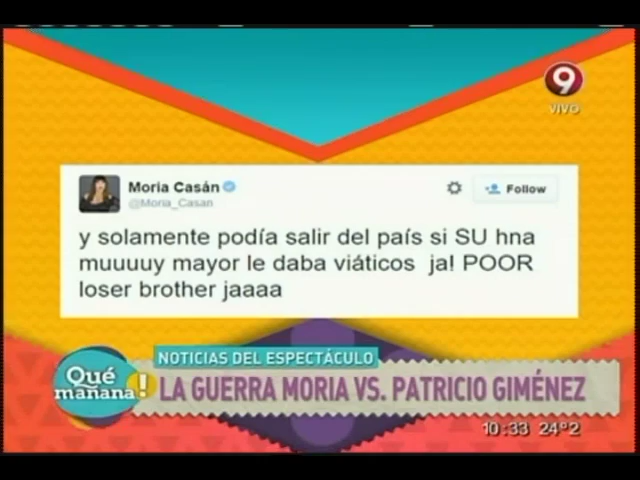 9
VIVO
Moria Casán
@Moria_Casan
Follow
y solamente podía salir del país si SU hna
muuuuy mayor le daba viáticos ja! POOR
loser brother jaaaa
NOTICIAS DEL ESPECTÁCULO
Qué
mañana!
LA GUERRA MORIA VS. PATRICIO GIMÉNEZ
10:33 24°2